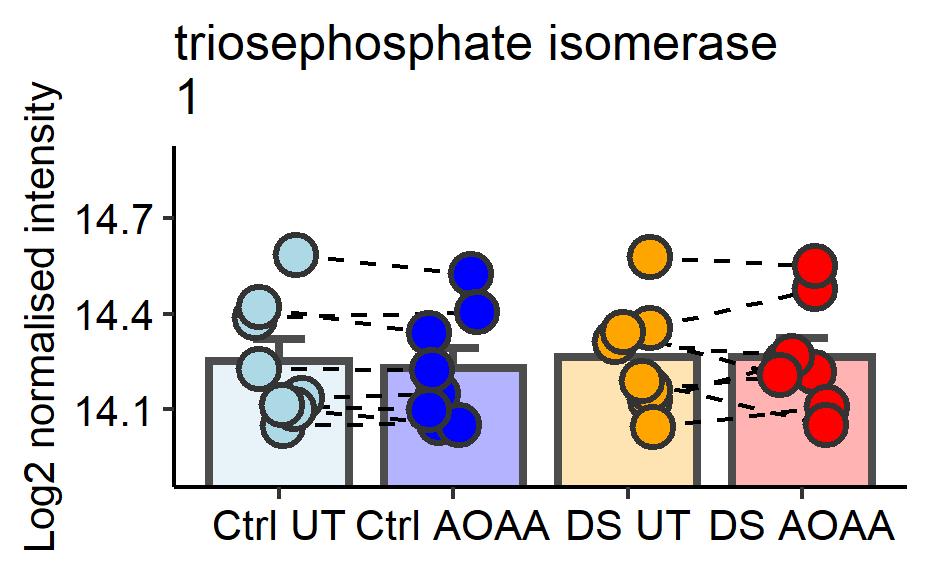 triosephosphate isomerase
1
Log2 normalised intensity
14.7
14.4
14.1
Ctrl UT Ctrl AOAA DS UT DS AOAA